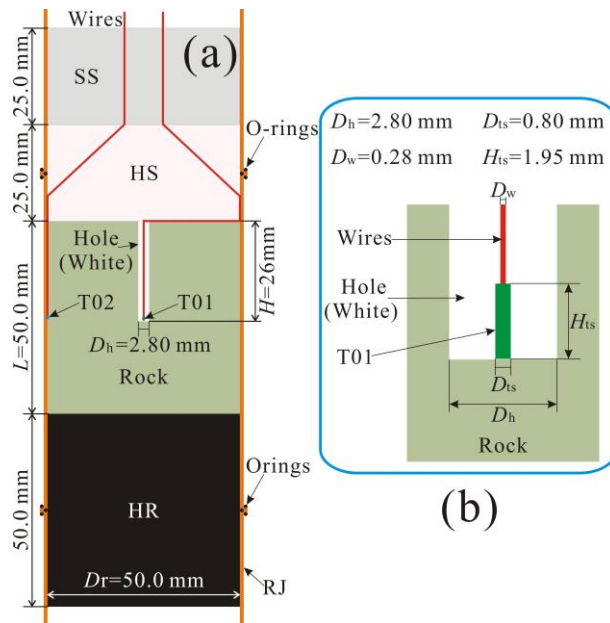 Wires
(a)
25.0 mm
SS
25.0 mm
HS
O-rings
Hole
(White)
H=26mm
T02
T01
L=50.0 mm
Dh=2.80 mm
Rock
50.0 mm
HR
Orings
Dr=50.0 mm
RJ
Dh=2.80 mm
Dts=0.80 mm
Dw=0.28 mm
Hts=1.95 mm
Dw
Wires
Hole
(White)
Hts
T01
Dts
Dh
Rock
(b)